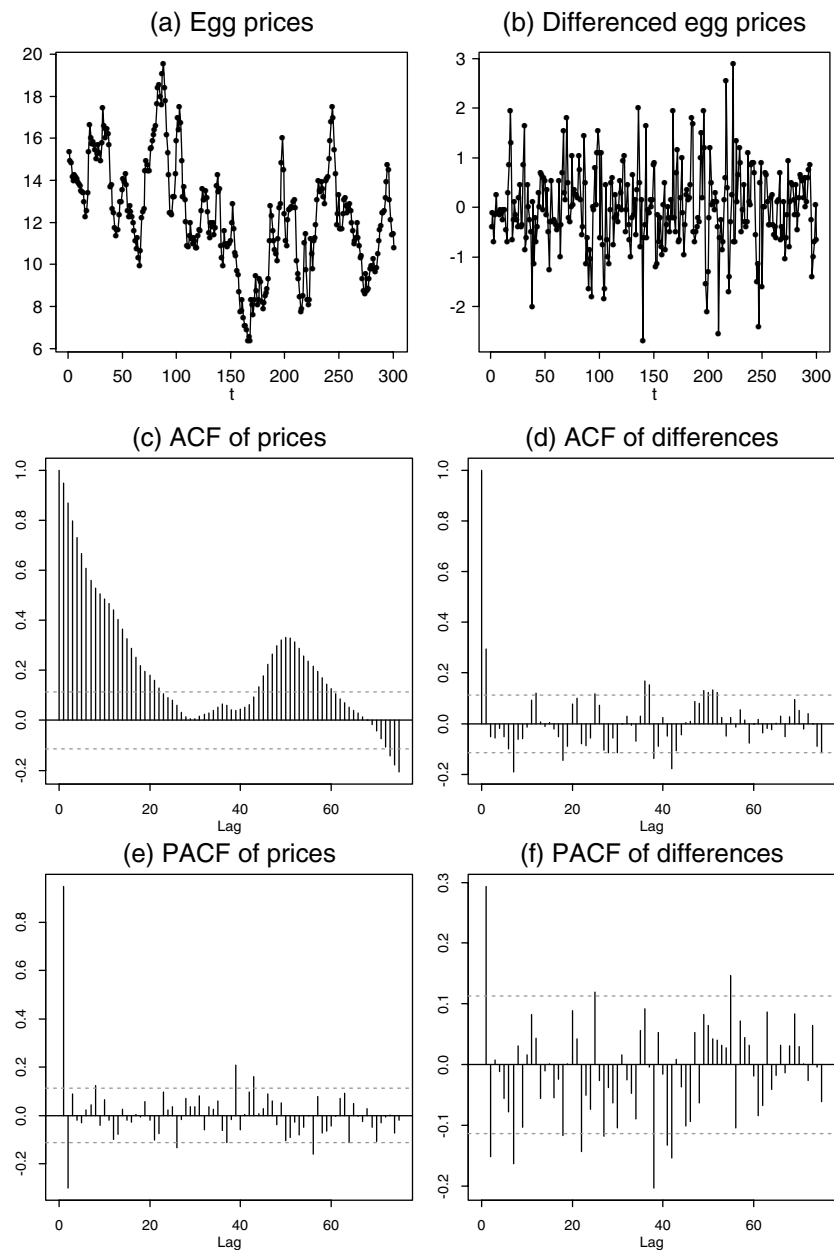 (a) Egg prices
20
18
16
14
12
10
8
6
0 50 100 150 200 250 300
t
(b) Differenced egg prices
3
2
1
0
-1
-2
0 50 100 150 200 250 300
t
(c) ACF of prices
1.0
0.8
0.6
0.4
0.2
0.0
-0.2
0 20 40 60
Lag
(d) ACF of differences
1.0
0.8
0.6
0.4
0.2
0.0
-0.2
0 20 40 60
Lag
(e) PACF of prices
0.8
0.6
0.4
0.2
0.0
-0.2
0 20 40 60
Lag
(f) PACF of differences
0.3
0.2
0.1
0.0
-0.1
-0.2
0 20 40 60
Lag